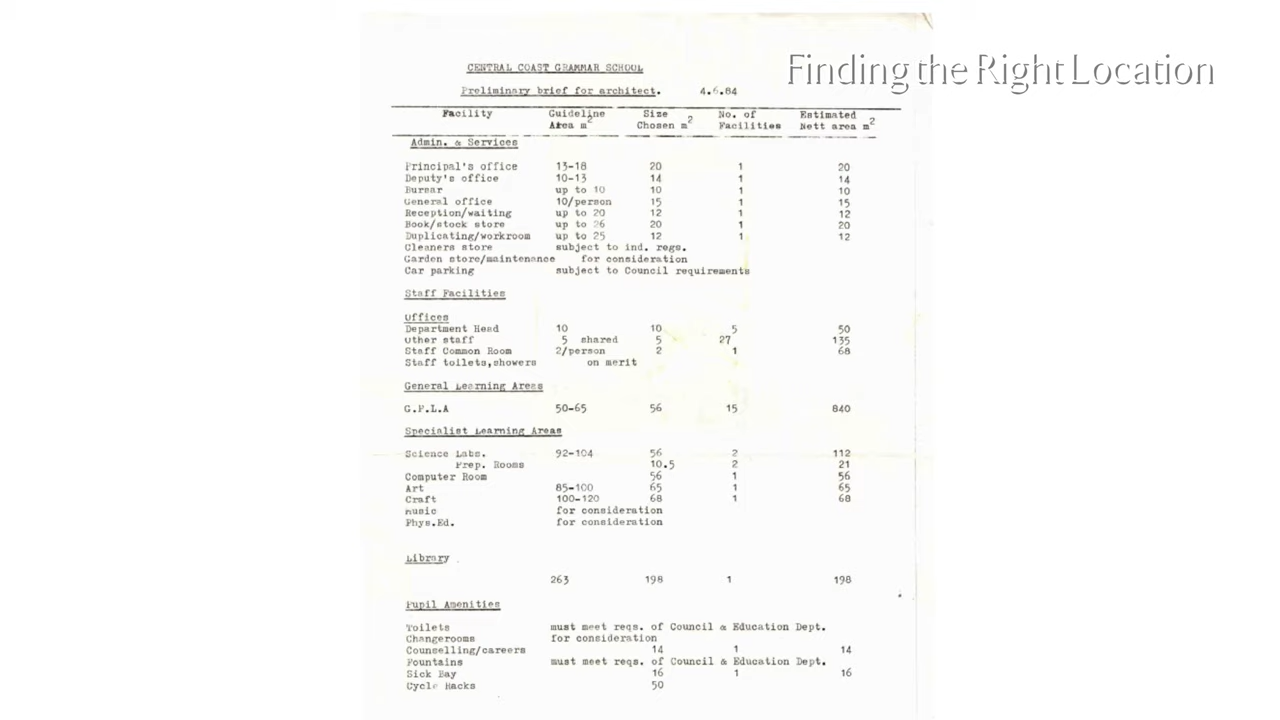 Finding the Right Location
CENTRAL COAST GRAMMAR SCHOOL
Preliminary brief for architect. 4.6.84
Facility Guideline Area m2 Size Chosen m2 No. of Facilities Estimated Nett area m2
Admin. & Services
Principal's office 13-18 20 1 20
Deputy's office 10-13 14 1 14
Bursar up to 10 10 1 10
General office 10/person 15 1 15
Reception/waiting up to 20 12 1 12
Book/stock store up to 26 20 1 20
Duplicating/workroom up to 25 12 1 12
Cleaners store subject to ind. regs.
Garden store/maintenance for consideration
Car parking subject to Council requirements
Staff Facilities
Offices
Department Head 10 10 5 50
Other staff 5 shared 5 27 135
Staff Common Room 2/person 2 1 68
Staff toilets,showers on merit
General Learning Areas
G.P.L.A 50-65 56 15 840
Specialist Learning Areas
Science Labs. 92-104 56 2 112
Prep. Rooms 10.5 2 21
Computer Room 56 1 56
Art 85-100 65 1 65
Craft 100-120 68 1 68
Music for consideration
Phys.Ed. for consideration
Library
263 198 1 198
Pupil Amenities
Toilets must meet reqs. of Council & Education Dept.
Changerooms for consideration
Counselling/careers 14 1 14
Fountains must meet reqs. of Council & Education Dept.
Sick Bay 16 1 16
Cycle Racks 50